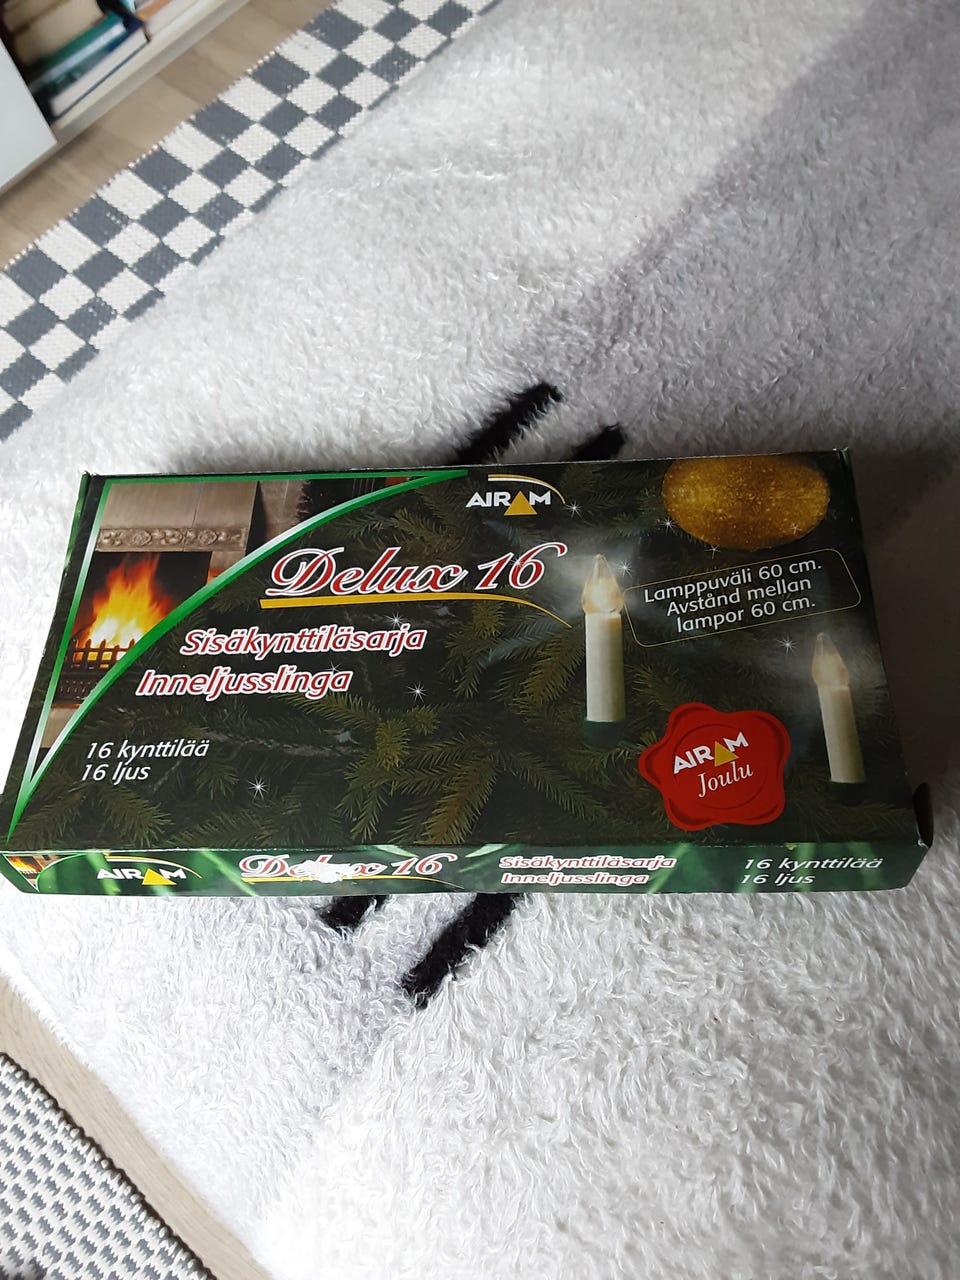 AIRAM
Delux 16
Lamppuväli 60 cm.
Avstånd mellan
lampor 60 cm.
Sisäkynttiläsarja
Inneljusslinga
16 kynttilää
16 ljus
AIRAM
Joulu
AIRAM
Delux 16
Sisäkynttiläsarja
Inneljusslinga
16 kynttilää
16 ljus